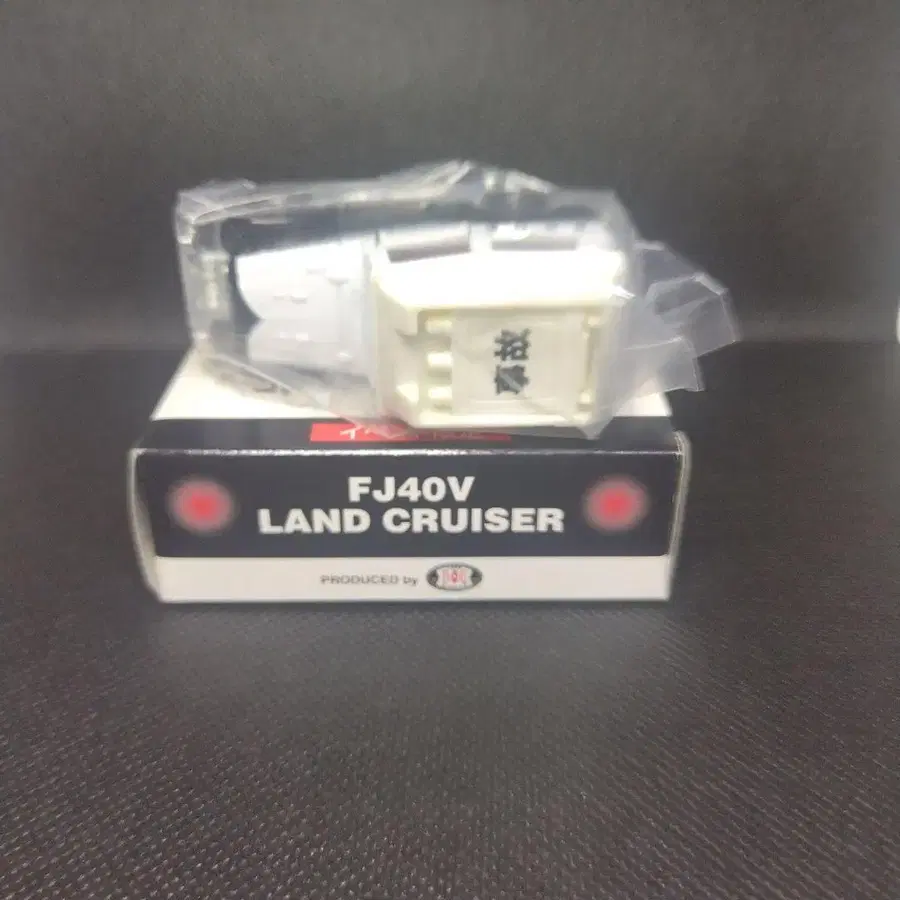 事故
FJ40V
LAND CRUISER
PRODUCED by